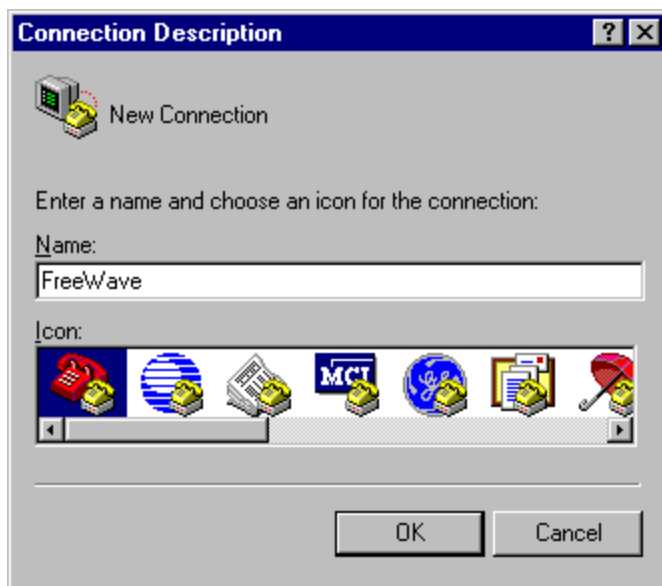 Connection Description
New Connection
Enter a name and choose an icon for the connection:
Name:
FreeWave
Icon:
MCI
OK Cancel